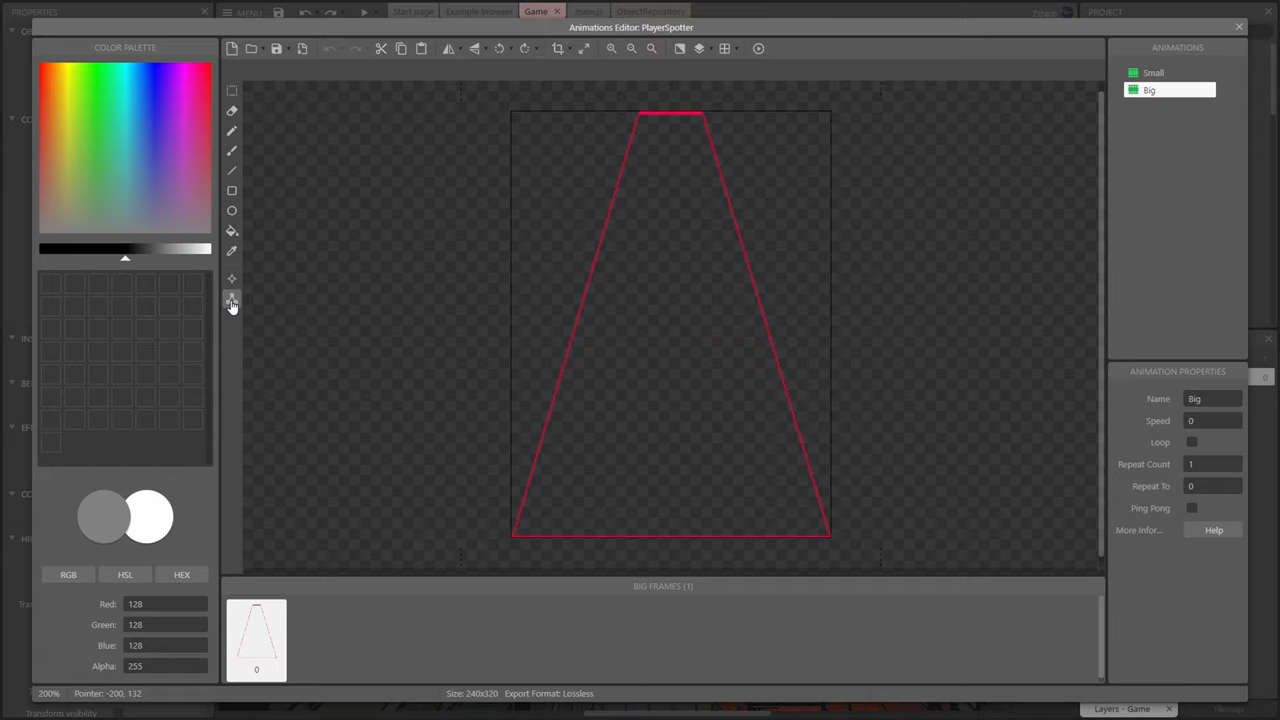 PROPERTIES
MENU
Start page
Example browser
Game
main.js
ObjectRepository
Zizaco
PROJECT
Animations Editor: PlayerSpotter
COLOR PALETTE
ANIMATIONS
Small
Big
ANIMATION PROPERTIES
Name Big
Speed 0
Loop
Repeat Count 1
Repeat To 0
Ping Pong
More Infor... Help
RGB HSL HEX
Red: 128
Green: 128
Blue: 128
Alpha: 255
BIG FRAMES (1)
0
200% Pointer: -200, 132 Size: 240x320 Export Format: Lossless
Transform visibility
Layers - Game
Tilemap